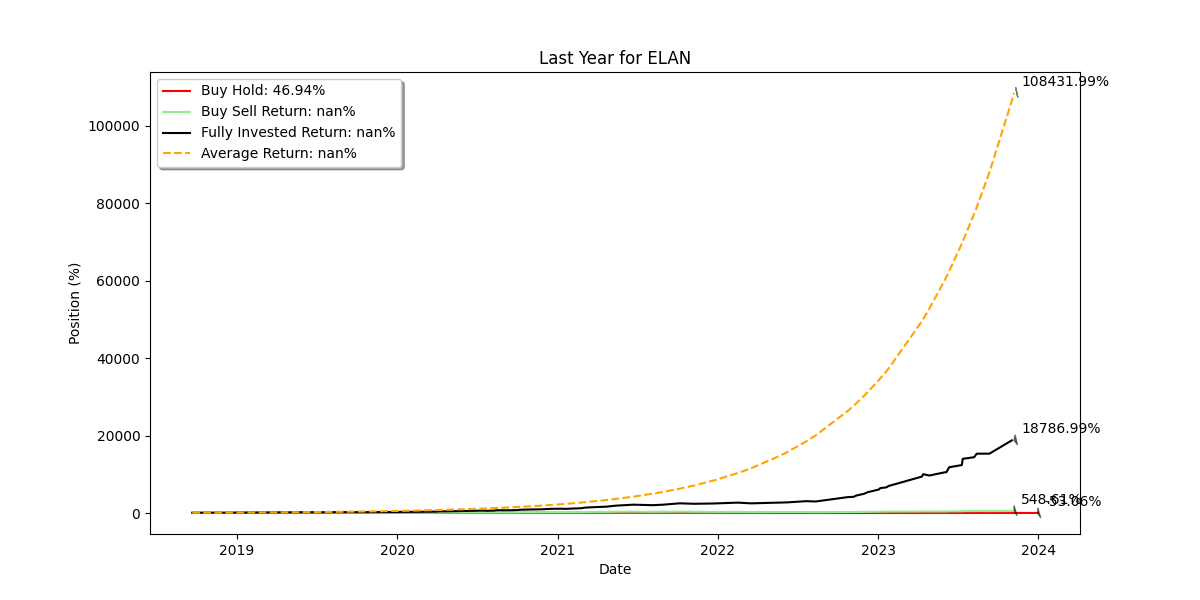 Last Year for ELAN
108431.99%
Buy Hold: 46.94%
Buy Sell Return: nan%
Fully Invested Return: nan%
Average Return: nan%
100000
80000
60000
40000
20000
0
Position (%)
18786.99%
548.61%
2019
2020
2021
2022
2023
2024
Date